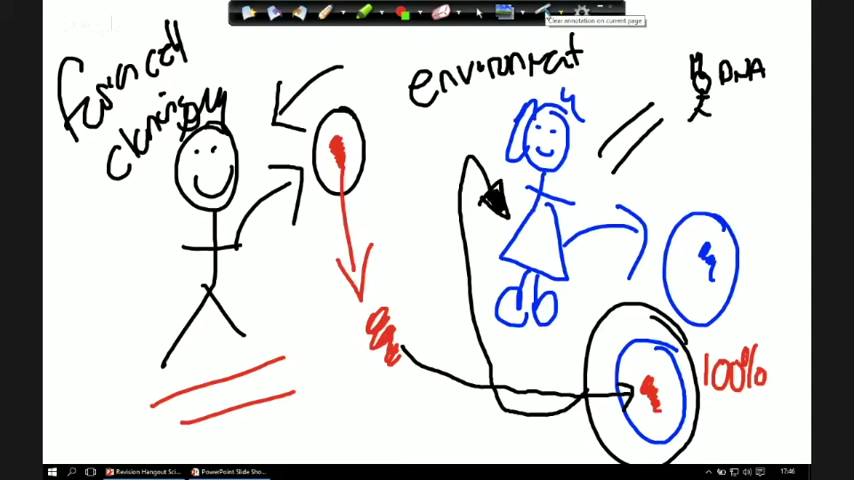 Fusion cell
cloning
environment
DNA
100%
Clear annotation on current page
Revision Hangout Sci...
PowerPoint Slide Sho...
17:46